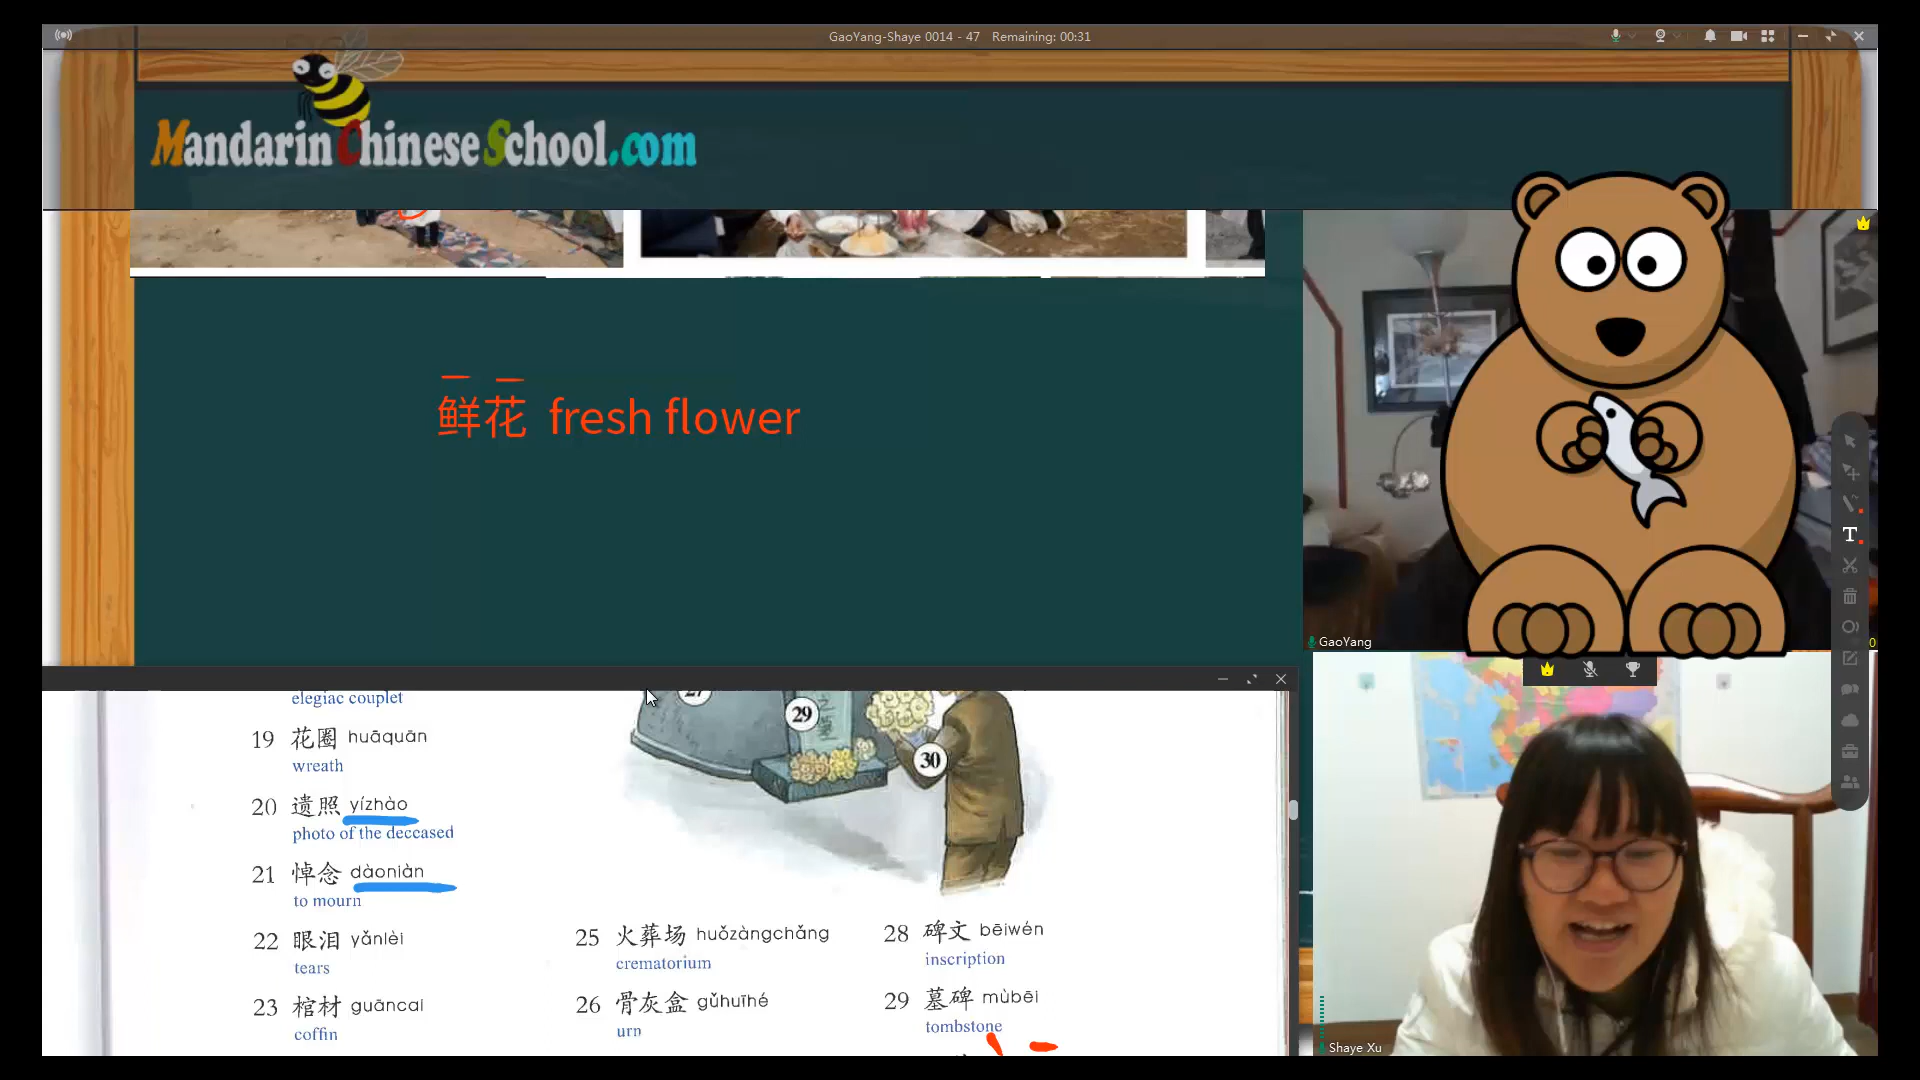 GaoYang-Shaye 0014 - 47 Remaining: 00:31
MandarinChineseSchool.com
鲜花 fresh flower
GaoYang
T
elegiac couplet
19 花圈 huāquān
wreath
20 遗照 yízhào
photo of the deceased
21 悼念 dàoniàn
to mourn
22 眼泪 yǎnlèi
tears
23 棺材 guāncai
coffin
27
29
30
25 火葬场 huǒzàngchǎng
crematorium
26 骨灰盒 gǔhuīhé
urn
28 碑文 bēiwén
inscription
29 墓碑 mùbēi
tombstone
Shaye Xu